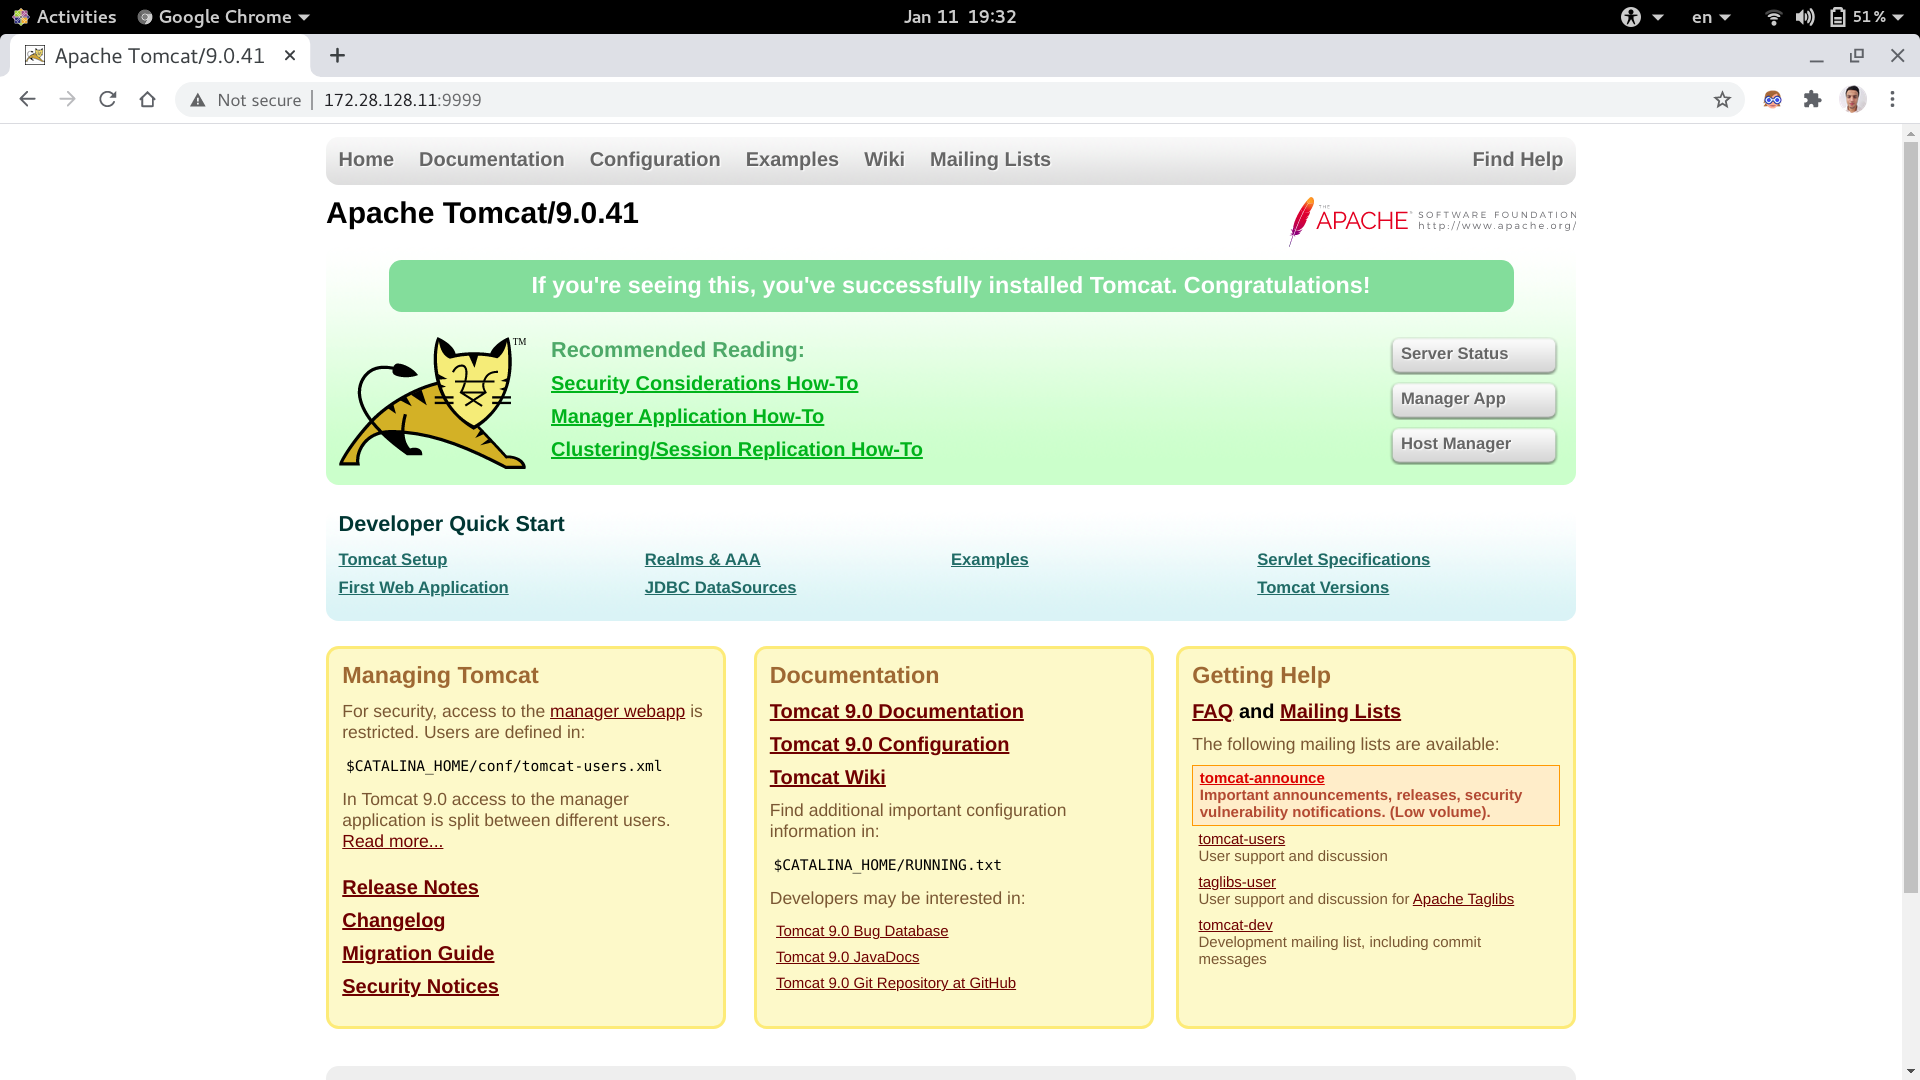 Activities
Google Chrome
Jan 11 19:32
en
51 %
Apache Tomcat/9.0.41
Not secure
172.28.128.11:9999
Home
Documentation
Configuration
Examples
Wiki
Mailing Lists
Find Help
Apache Tomcat/9.0.41
THE
APACHE
SOFTWARE FOUNDATION
http://www.apache.org/
If you're seeing this, you've successfully installed Tomcat. Congratulations!
TM
Recommended Reading:
Security Considerations How-To
Manager Application How-To
Clustering/Session Replication How-To
Server Status
Manager App
Host Manager
Developer Quick Start
Tomcat Setup
First Web Application
Realms & AAA
JDBC DataSources
Examples
Servlet Specifications
Tomcat Versions
Managing Tomcat
For security, access to the manager webapp is
restricted. Users are defined in:
$CATALINA_HOME/conf/tomcat-users.xml
In Tomcat 9.0 access to the manager
application is split between different users.
Read more...
Release Notes
Changelog
Migration Guide
Security Notices
Documentation
Tomcat 9.0 Documentation
Tomcat 9.0 Configuration
Tomcat Wiki
Find additional important configuration
information in:
$CATALINA_HOME/RUNNING.txt
Developers may be interested in:
Tomcat 9.0 Bug Database
Tomcat 9.0 JavaDocs
Tomcat 9.0 Git Repository at GitHub
Getting Help
FAQ and Mailing Lists
The following mailing lists are available:
tomcat-announce
Important announcements, releases, security
vulnerability notifications. (Low volume).
tomcat-users
User support and discussion
taglibs-user
User support and discussion for Apache Taglibs
tomcat-dev
Development mailing list, including commit
messages